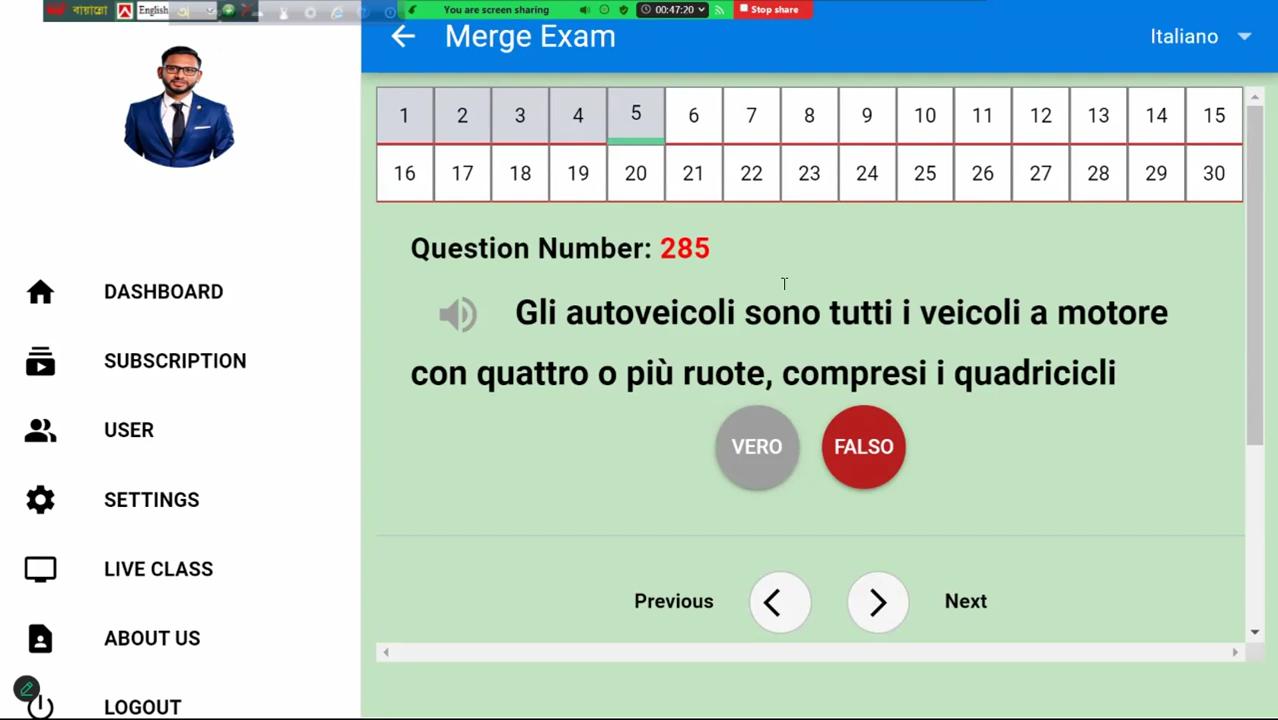 বায়ান্নো English You are screen sharing 00:47:20 Stop share
Merge Exam Italiano
1 2 3 4 5 6 7 8 9 10 11 12 13 14 15
16 17 18 19 20 21 22 23 24 25 26 27 28 29 30
Question Number: 285
Gli autoveicoli sono tutti i veicoli a motore
con quattro o più ruote, compresi i quadricicli
VERO FALSO
Previous Next
DASHBOARD
SUBSCRIPTION
USER
SETTINGS
LIVE CLASS
ABOUT US
LOGOUT